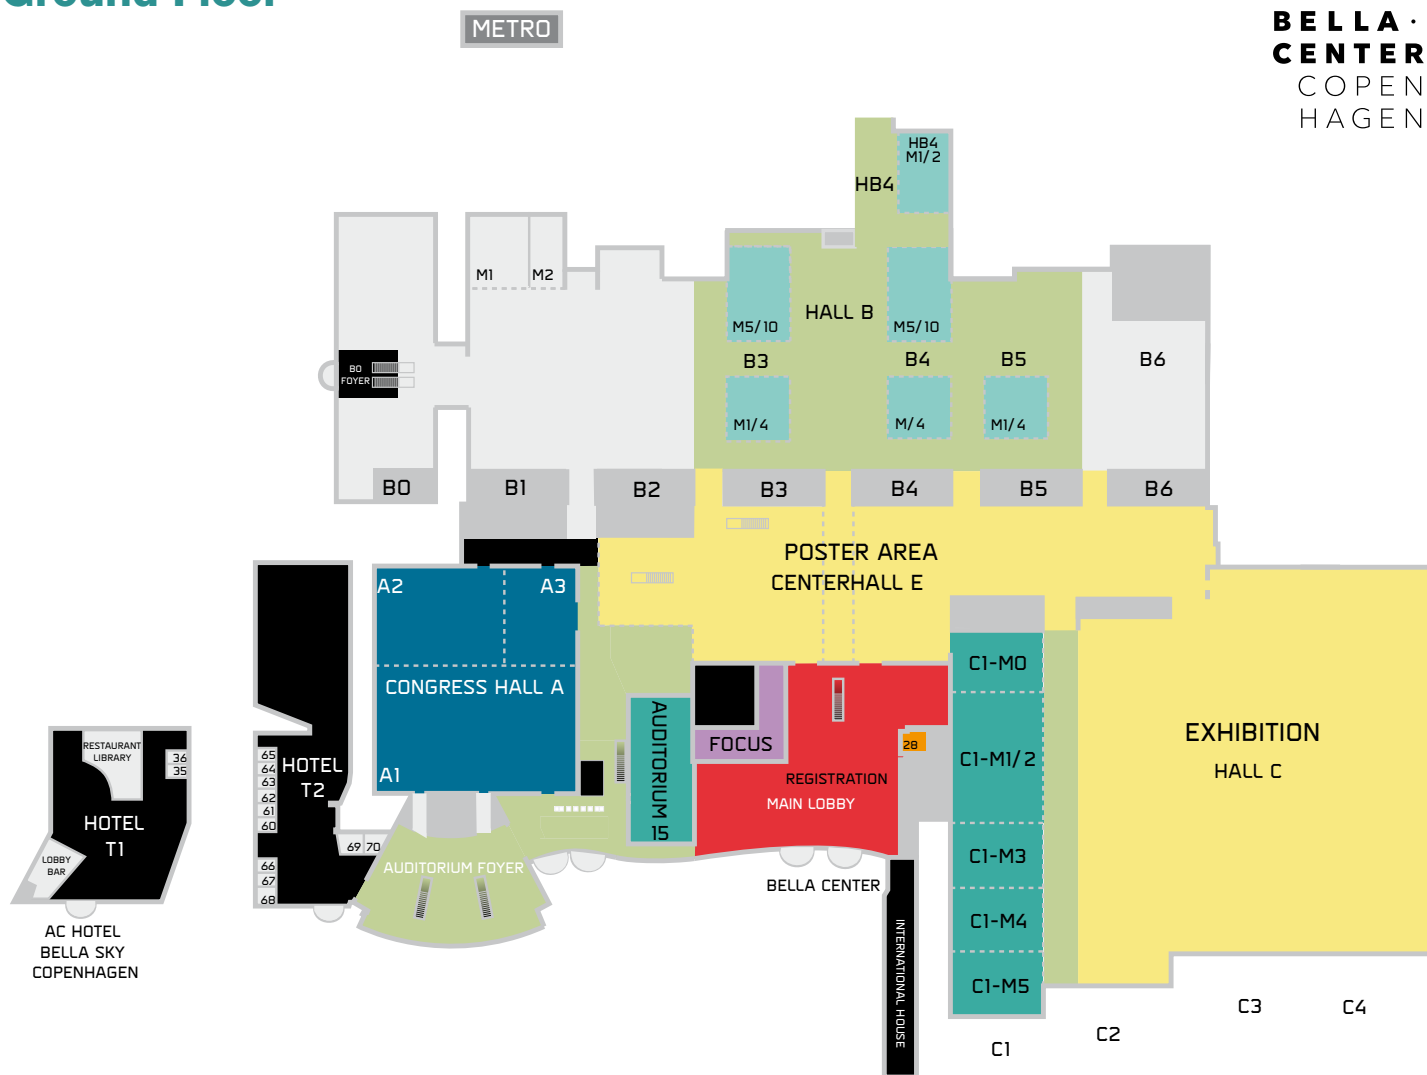 Ground Floor
METRO
BELLA·
CENTER
COPEN
HAGEN
HB4
M1/2
HB4
M1
M2
M5/10
HALL B
M5/10
B3
B4
B5
B6
B0
FOYER
M1/4
M/4
M1/4
B0
B1
B2
B3
B4
B5
B6
POSTER AREA
CENTERHALL E
A2
A3
CONGRESS HALL A
A1
C1-M0
C1-M1/2
C1-M3
C1-M4
C1-M5
EXHIBITION
HALL C
AUDITORIUM
15
FOCUS
28
REGISTRATION
MAIN LOBBY
RESTAURANT
LIBRARY
36
35
HOTEL
T1
LOBBY
BAR
65
64
63
62
61
60
66
67
68
HOTEL
T2
69 70
AUDITORIUM FOYER
BELLA CENTER
INTERNATIONAL HOUSE
AC HOTEL
BELLA SKY
COPENHAGEN
C1
C2
C3
C4